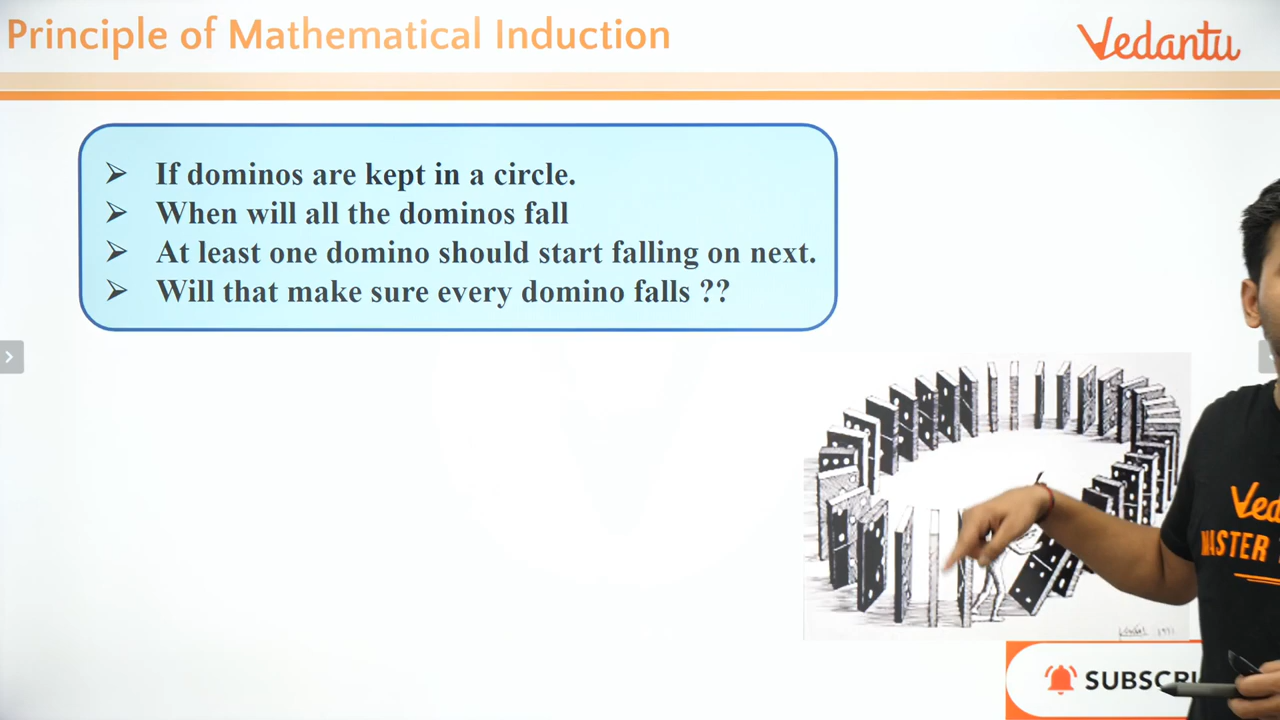 Principle of Mathematical Induction
Vedantu
➢ If dominos are kept in a circle.
➢ When will all the dominos fall
➢ At least one domino should start falling on next.
➢ Will that make sure every domino falls ??
MASTER